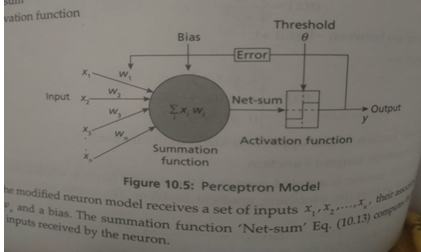 vation function
Threshold
θ
Bias
Error
x₁ w₁
Input x₂ w₂
w₃
x₃ wₙ
xₙ
Σxᵢ wᵢ
Net-sum
Output
y
Summation
function
Activation function
Figure 10.5: Perceptron Model
he modified neuron model receives a set of inputs x₁, x₂,...,xₙ, their
and a bias. The summation function 'Net-sum' Eq. (10.13)
inputs received by the neuron.